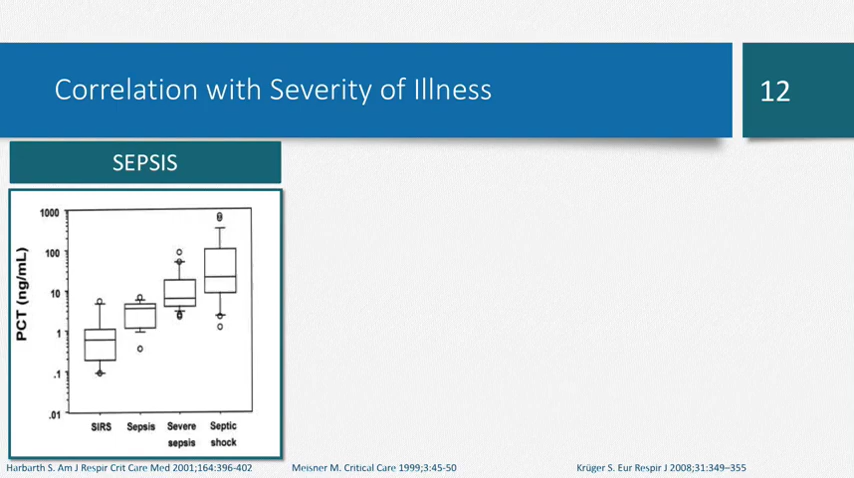 Correlation with Severity of Illness
12
SEPSIS
PCT (ng/mL)
1000
100
10
1
.1
.01
SIRS
Sepsis
Severe
sepsis
Septic
shock
Harbarth S. Am J Respir Crit Care Med 2001;164:396-402
Meisner M. Critical Care 1999;3:45-50
Krüger S. Eur Respir J 2008;31:349–355